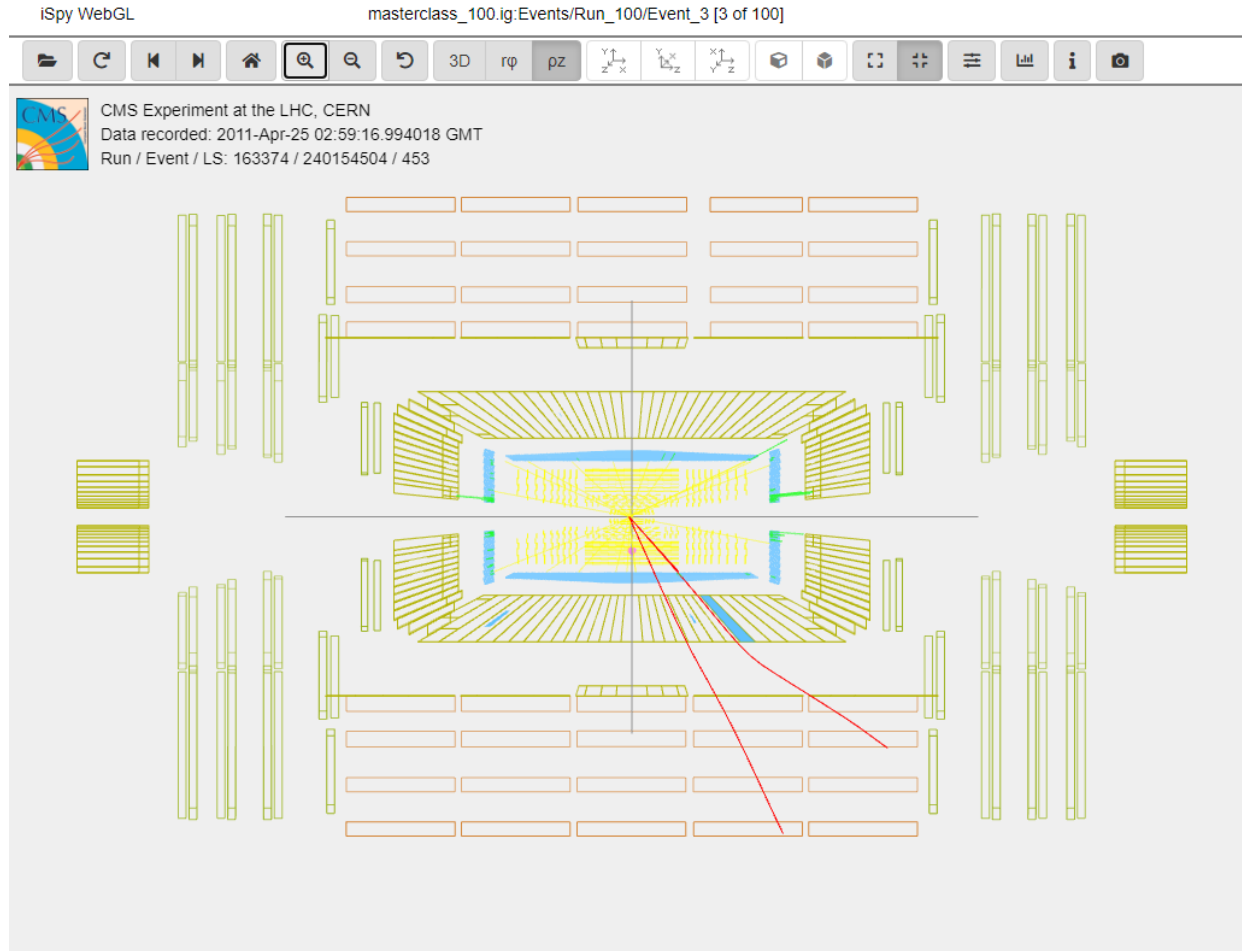 iSpy WebGL
masterclass_100.ig:Events/Run_100/Event_3 [3 of 100]
3D
rφ
ρz
Y
Z
X
Y
X
Z
X
Y
Z
i
CMS
CMS Experiment at the LHC, CERN
Data recorded: 2011-Apr-25 02:59:16.994018 GMT
Run / Event / LS: 163374 / 240154504 / 453